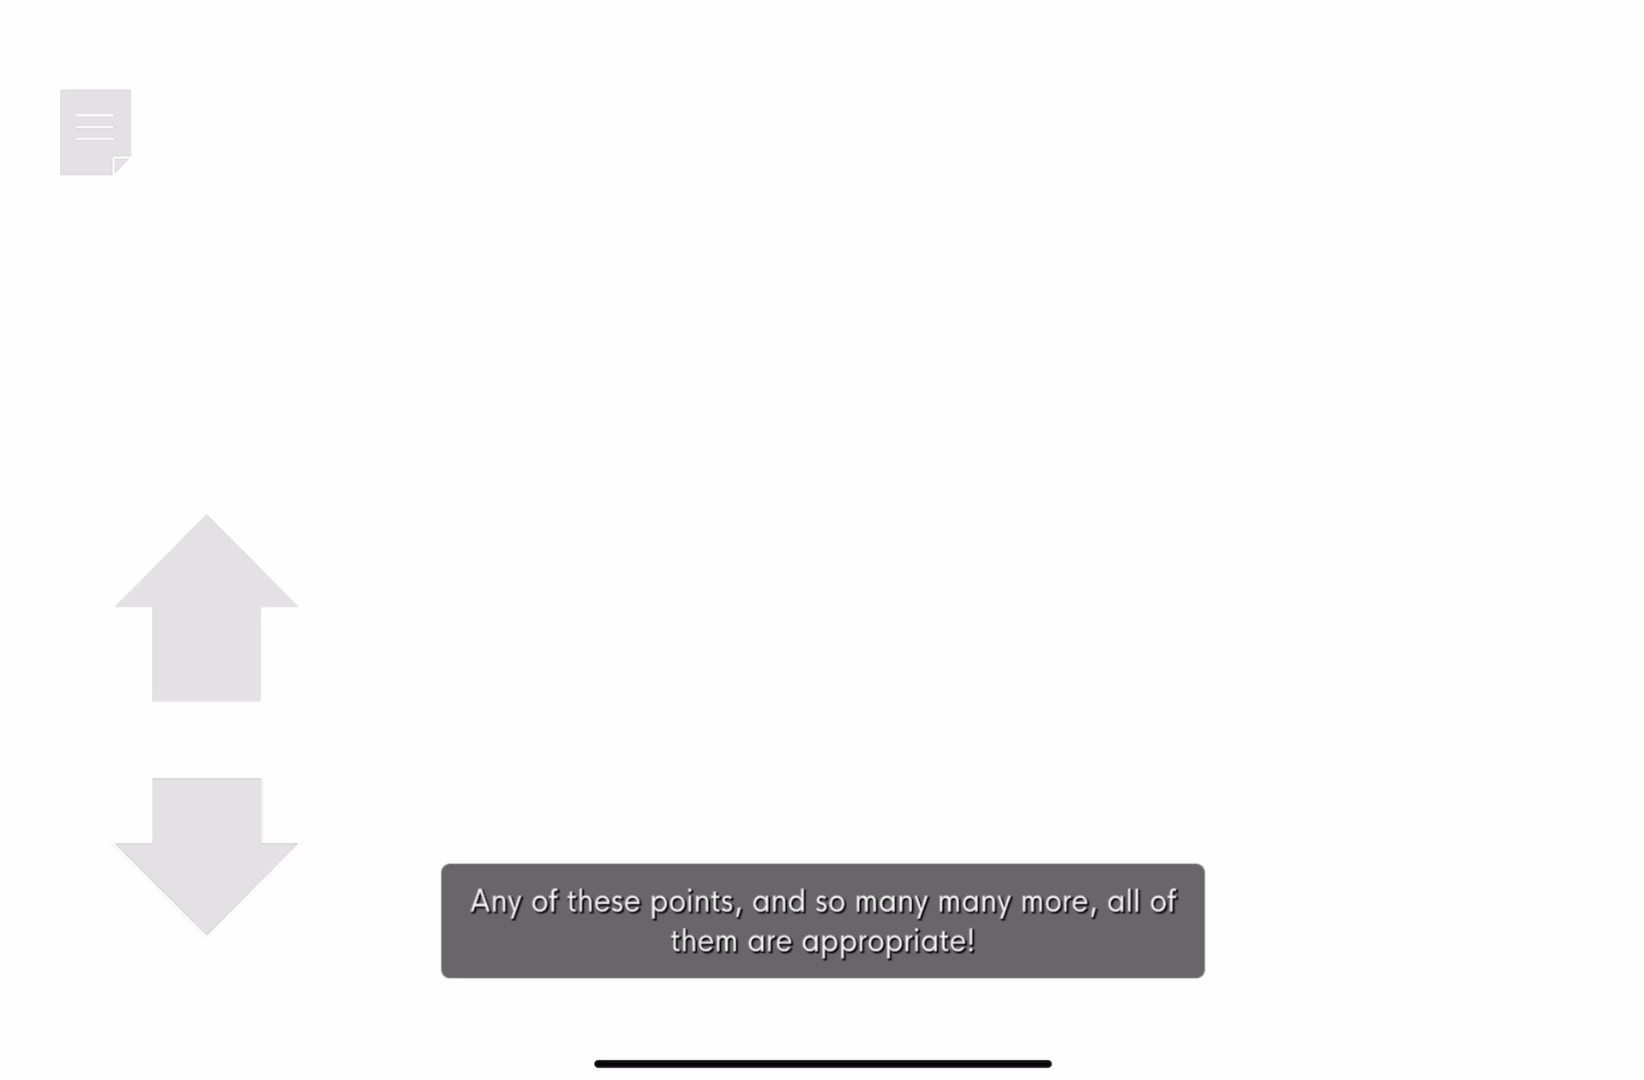 Any of these points, and so many many more, all of
them are appropriate!